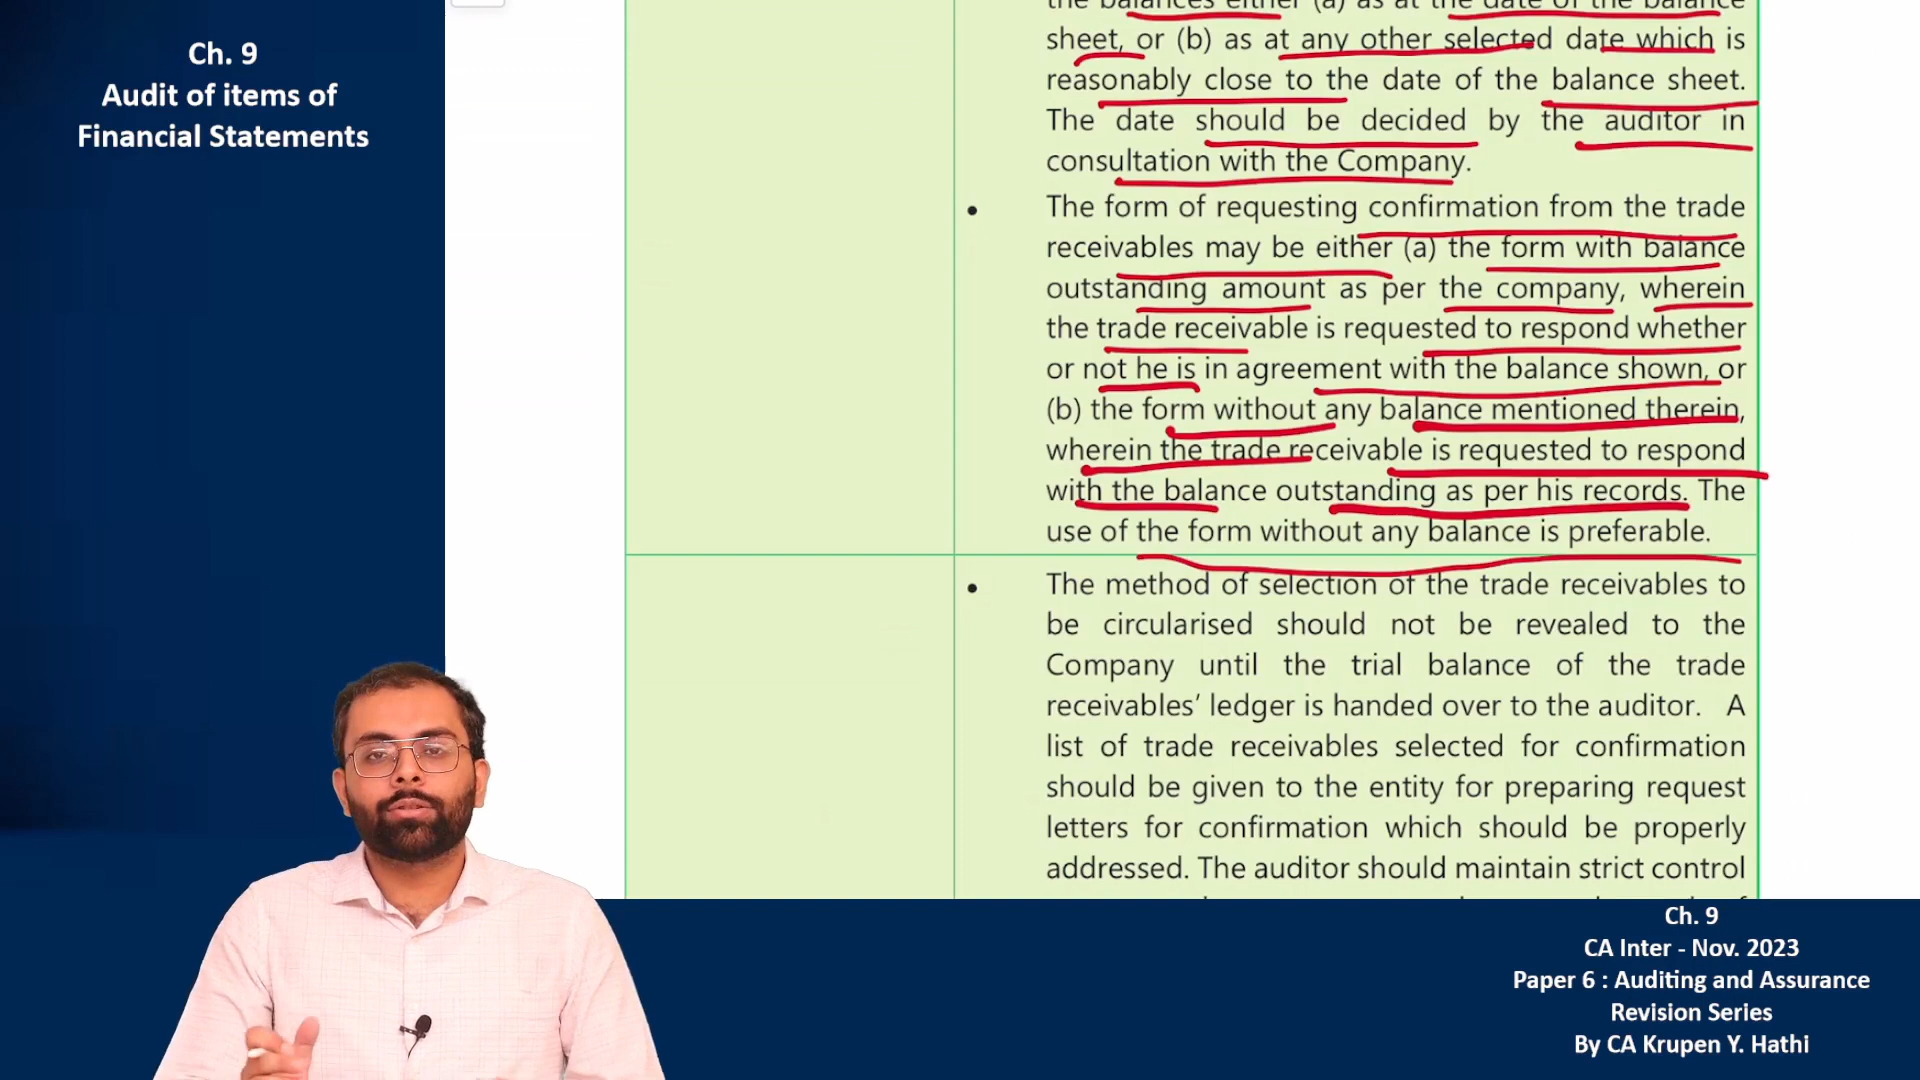 Ch. 9
Audit of items of
Financial Statements
the balances either (a) as at the date of the balance
sheet, or (b) as at any other selected date which is
reasonably close to the date of the balance sheet.
The date should be decided by the auditor in
consultation with the Company.
• The form of requesting confirmation from the trade
receivables may be either (a) the form with balance
outstanding amount as per the company, wherein
the trade receivable is requested to respond whether
or not he is in agreement with the balance shown, or
(b) the form without any balance mentioned therein,
wherein the trade receivable is requested to respond
with the balance outstanding as per his records. The
use of the form without any balance is preferable.
• The method of selection of the trade receivables to
be circularised should not be revealed to the
Company until the trial balance of the trade
receivables’ ledger is handed over to the auditor. A
list of trade receivables selected for confirmation
should be given to the entity for preparing request
letters for confirmation which should be properly
addressed. The auditor should maintain strict control
Ch. 9
CA Inter - Nov. 2023
Paper 6 : Auditing and Assurance
Revision Series
By CA Krupen Y. Hathi